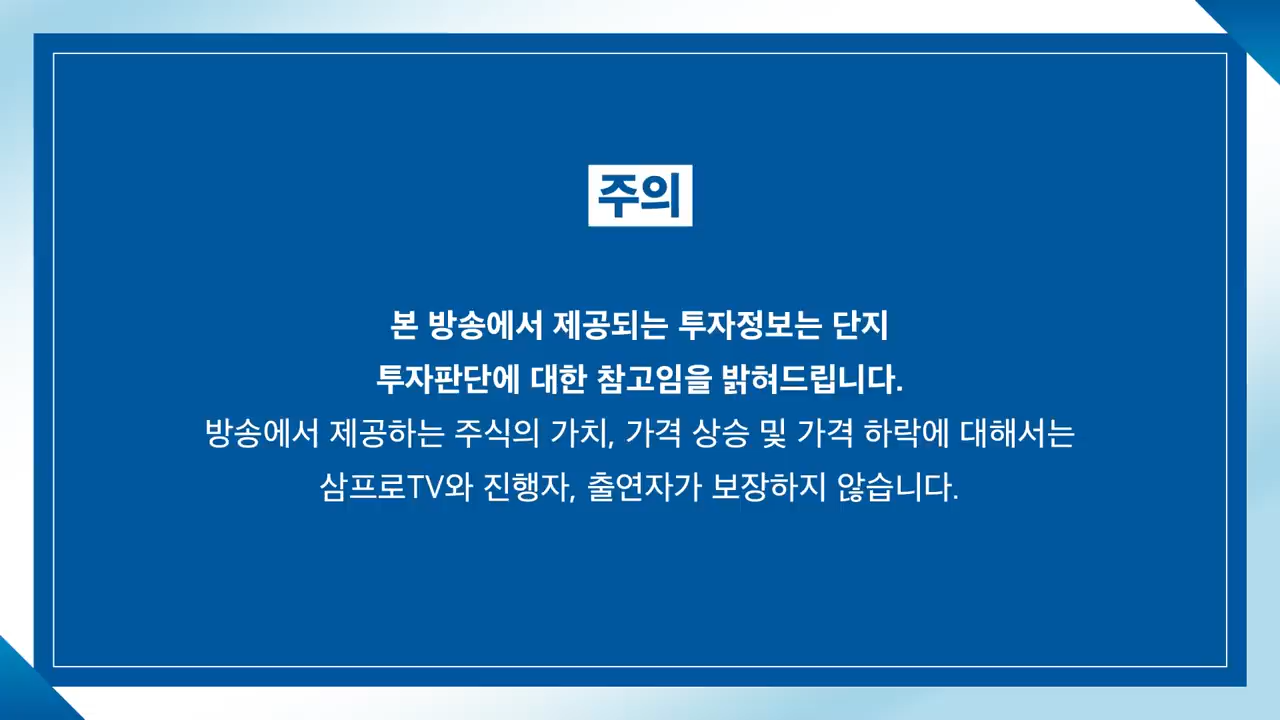 주의
본 방송에서 제공되는 투자정보는 단지
투자판단에 대한 참고임을 밝혀드립니다.
방송에서 제공하는 주식의 가치, 가격 상승 및 가격 하락에 대해서는
삼프로TV와 진행자, 출연자가 보장하지 않습니다.